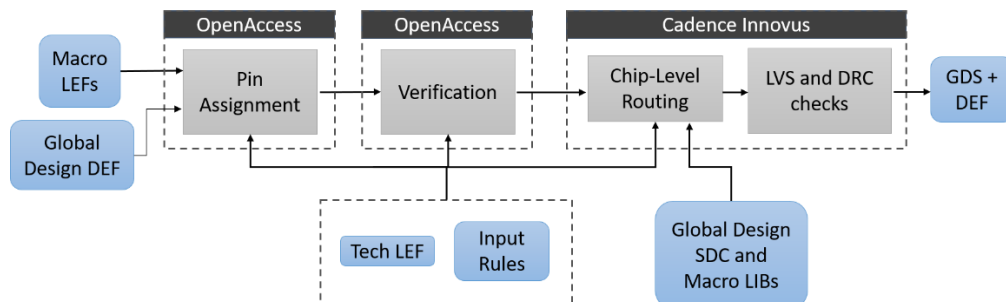 OpenAccess
OpenAccess
Cadence Innovus
Macro
LEFs
Global
Design DEF
Pin
Assignment
Verification
Chip-Level
Routing
LVS and DRC
checks
GDS +
DEF
Tech LEF
Input
Rules
Global Design
SDC and
Macro LIBs